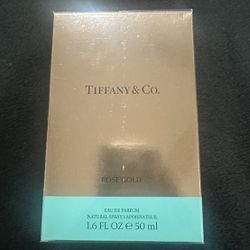 TIFFANY & CO.
ROSE GOLD
EAU DE PARFUM
NATURAL SPRAY VAPORISATEUR
1.6 FL OZ ℮ 50 ml